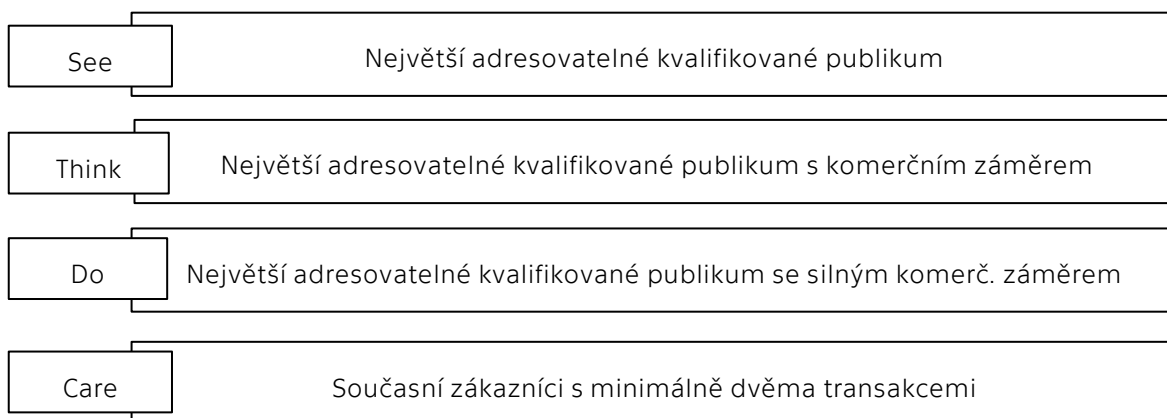 See
Největší adresovatelné kvalifikované publikum
Think
Největší adresovatelné kvalifikované publikum s komerčním záměrem
Do
Největší adresovatelné kvalifikované publikum se silným komerč. záměrem
Care
Současní zákazníci s minimálně dvěma transakcemi